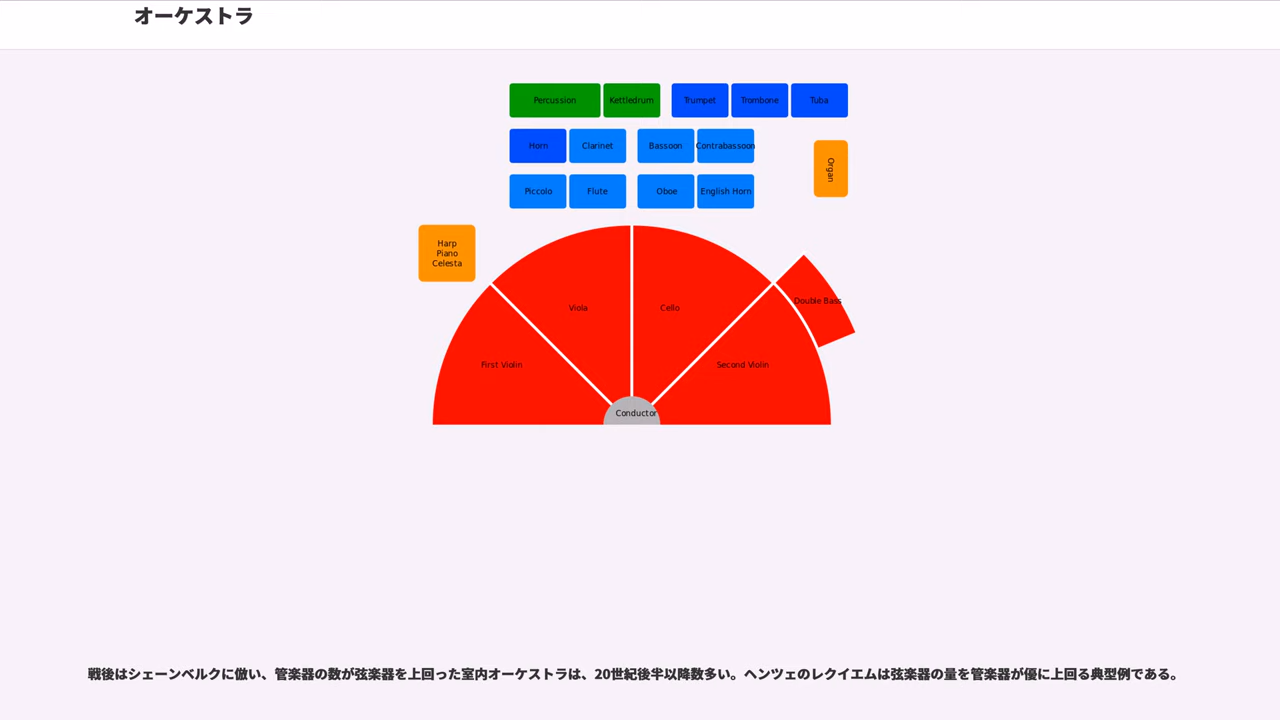 オーケストラ
Percussion
Kettledrum
Trumpet
Trombone
Tuba
Horn
Clarinet
Bassoon
Contrabassoon
Organ
Piccolo
Flute
Oboe
English Horn
Harp
Piano
Celesta
Viola
Cello
Double Bass
First Violin
Second Violin
Conductor
戦後はシェーンベルクに倣い、管楽器の数が弦楽器を上回った室内オーケストラは、20世紀後半以降数多い。ヘンツェのレクイエムは弦楽器の量を管楽器が優に上回る典型例である。